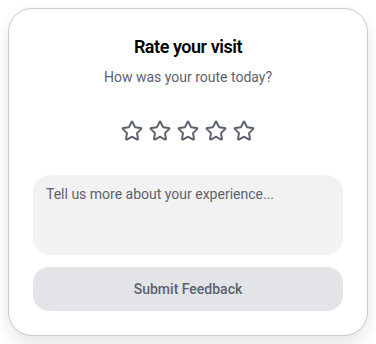 Rate your visit
How was your route today?
Tell us more about your experience...
Submit Feedback